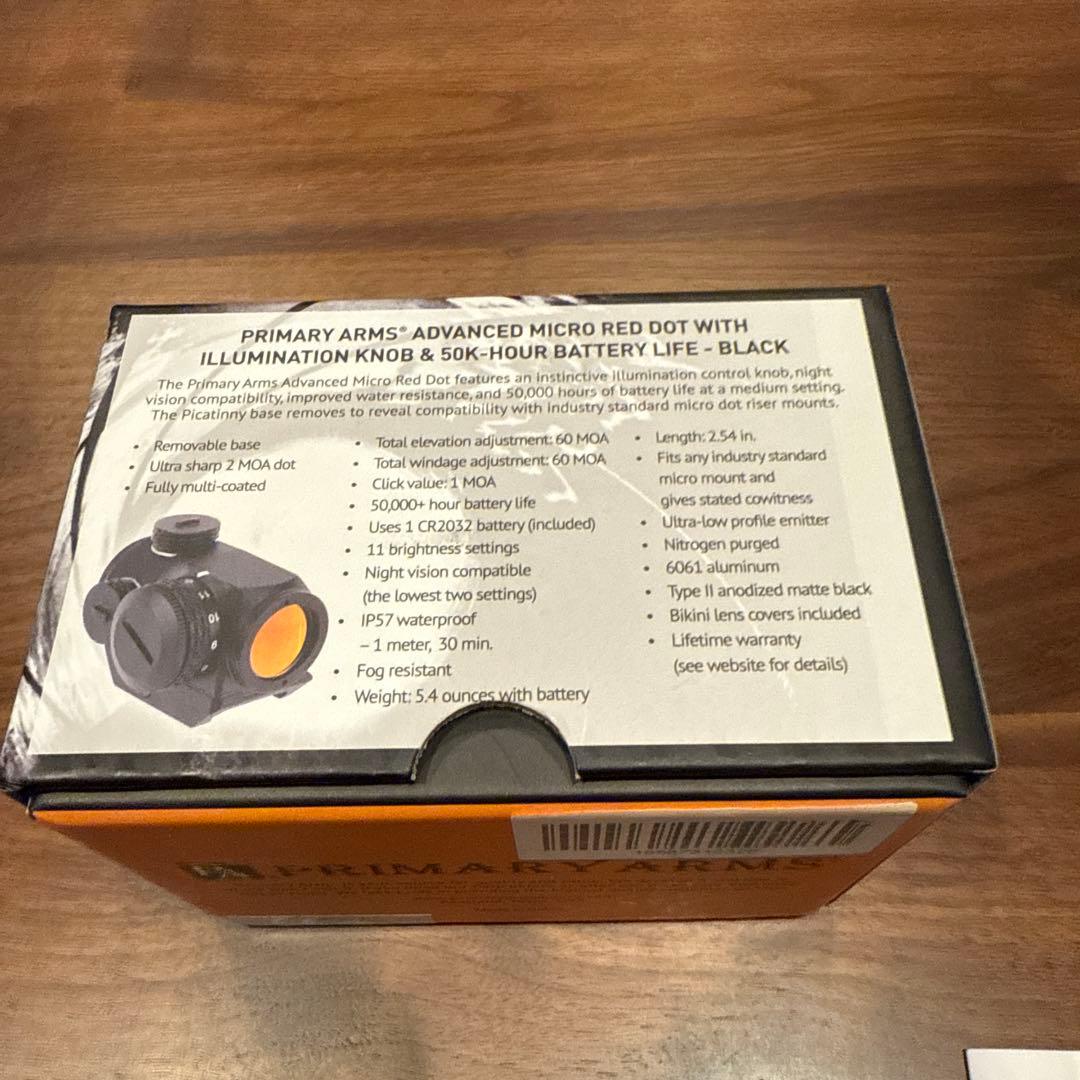 PRIMARY ARMS® ADVANCED MICRO RED DOT WITH
ILLUMINATION KNOB & 50K-HOUR BATTERY LIFE - BLACK
The Primary Arms Advanced Micro Red Dot features an instinctive illumination control knob, night
vision compatibility, improved water resistance, and 50,000 hours of battery life at a medium setting.
The Picatinny base removes to reveal compatibility with industry standard micro dot riser mounts.
• Removable base
• Ultra sharp 2 MOA dot
• Fully multi-coated
• Total elevation adjustment: 60 MOA
• Total windage adjustment: 60 MOA
• Click value: 1 MOA
• 50,000+ hour battery life
• Uses 1 CR2032 battery (included)
• 11 brightness settings
• Night vision compatible
(the lowest two settings)
• IP57 waterproof
– 1 meter, 30 min.
• Fog resistant
• Weight: 5.4 ounces with battery
• Length: 2.54 in.
• Fits any industry standard
micro mount and
gives stated cowitness
• Ultra-low profile emitter
• Nitrogen purged
• 6061 aluminum
• Type II anodized matte black
• Bikini lens covers included
• Lifetime warranty
(see website for details)
11
10
9
PRIMARY ARMS